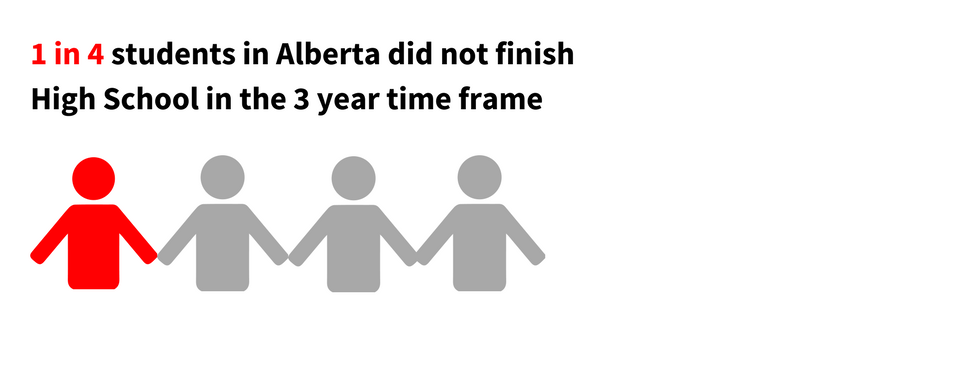 1 in 4 students in Alberta did not finish
High School in the 3 year time frame